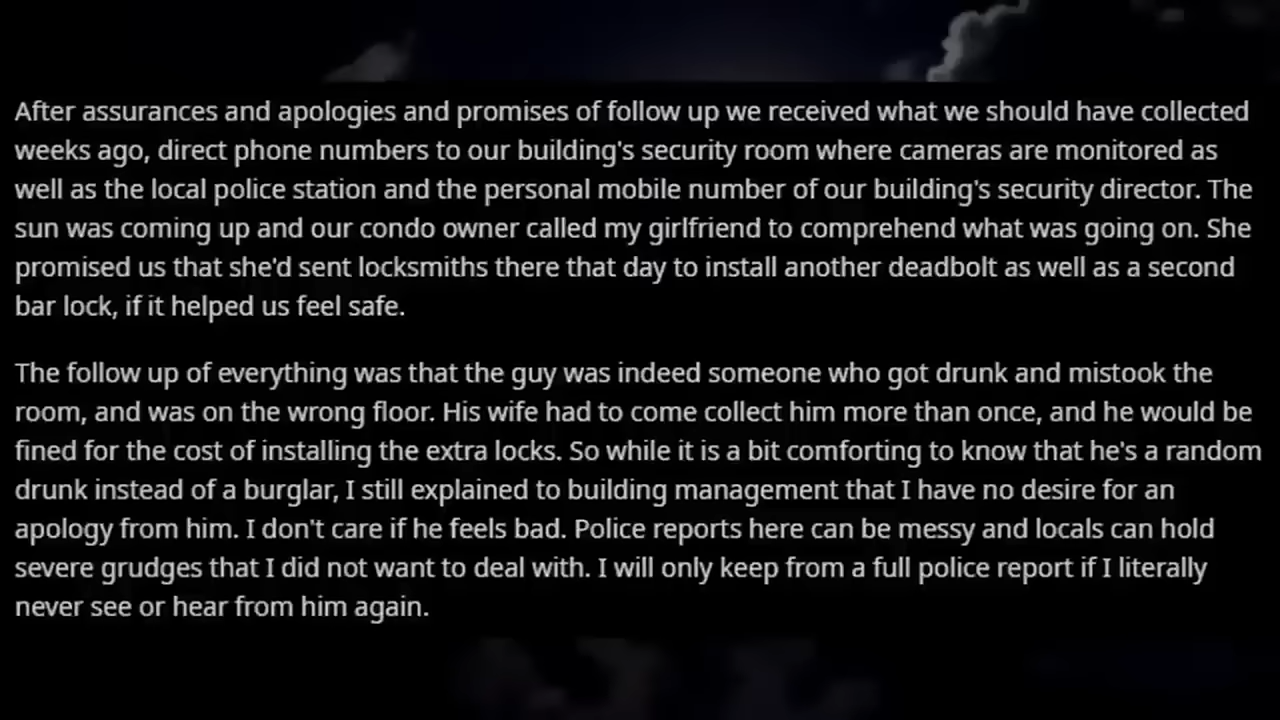 After assurances and apologies and promises of follow up we received what we should have collected
weeks ago, direct phone numbers to our building's security room where cameras are monitored as
well as the local police station and the personal mobile number of our building's security director. The
sun was coming up and our condo owner called my girlfriend to comprehend what was going on. She
promised us that she'd sent locksmiths there that day to install another deadbolt as well as a second
bar lock, if it helped us feel safe.
The follow up of everything was that the guy was indeed someone who got drunk and mistook the
room, and was on the wrong floor. His wife had to come collect him more than once, and he would be
fined for the cost of installing the extra locks. So while it is a bit comforting to know that he's a random
drunk instead of a burglar, I still explained to building management that I have no desire for an
apology from him. I don't care if he feels bad. Police reports here can be messy and locals can hold
severe grudges that I did not want to deal with. I will only keep from a full police report if I literally
never see or hear from him again.